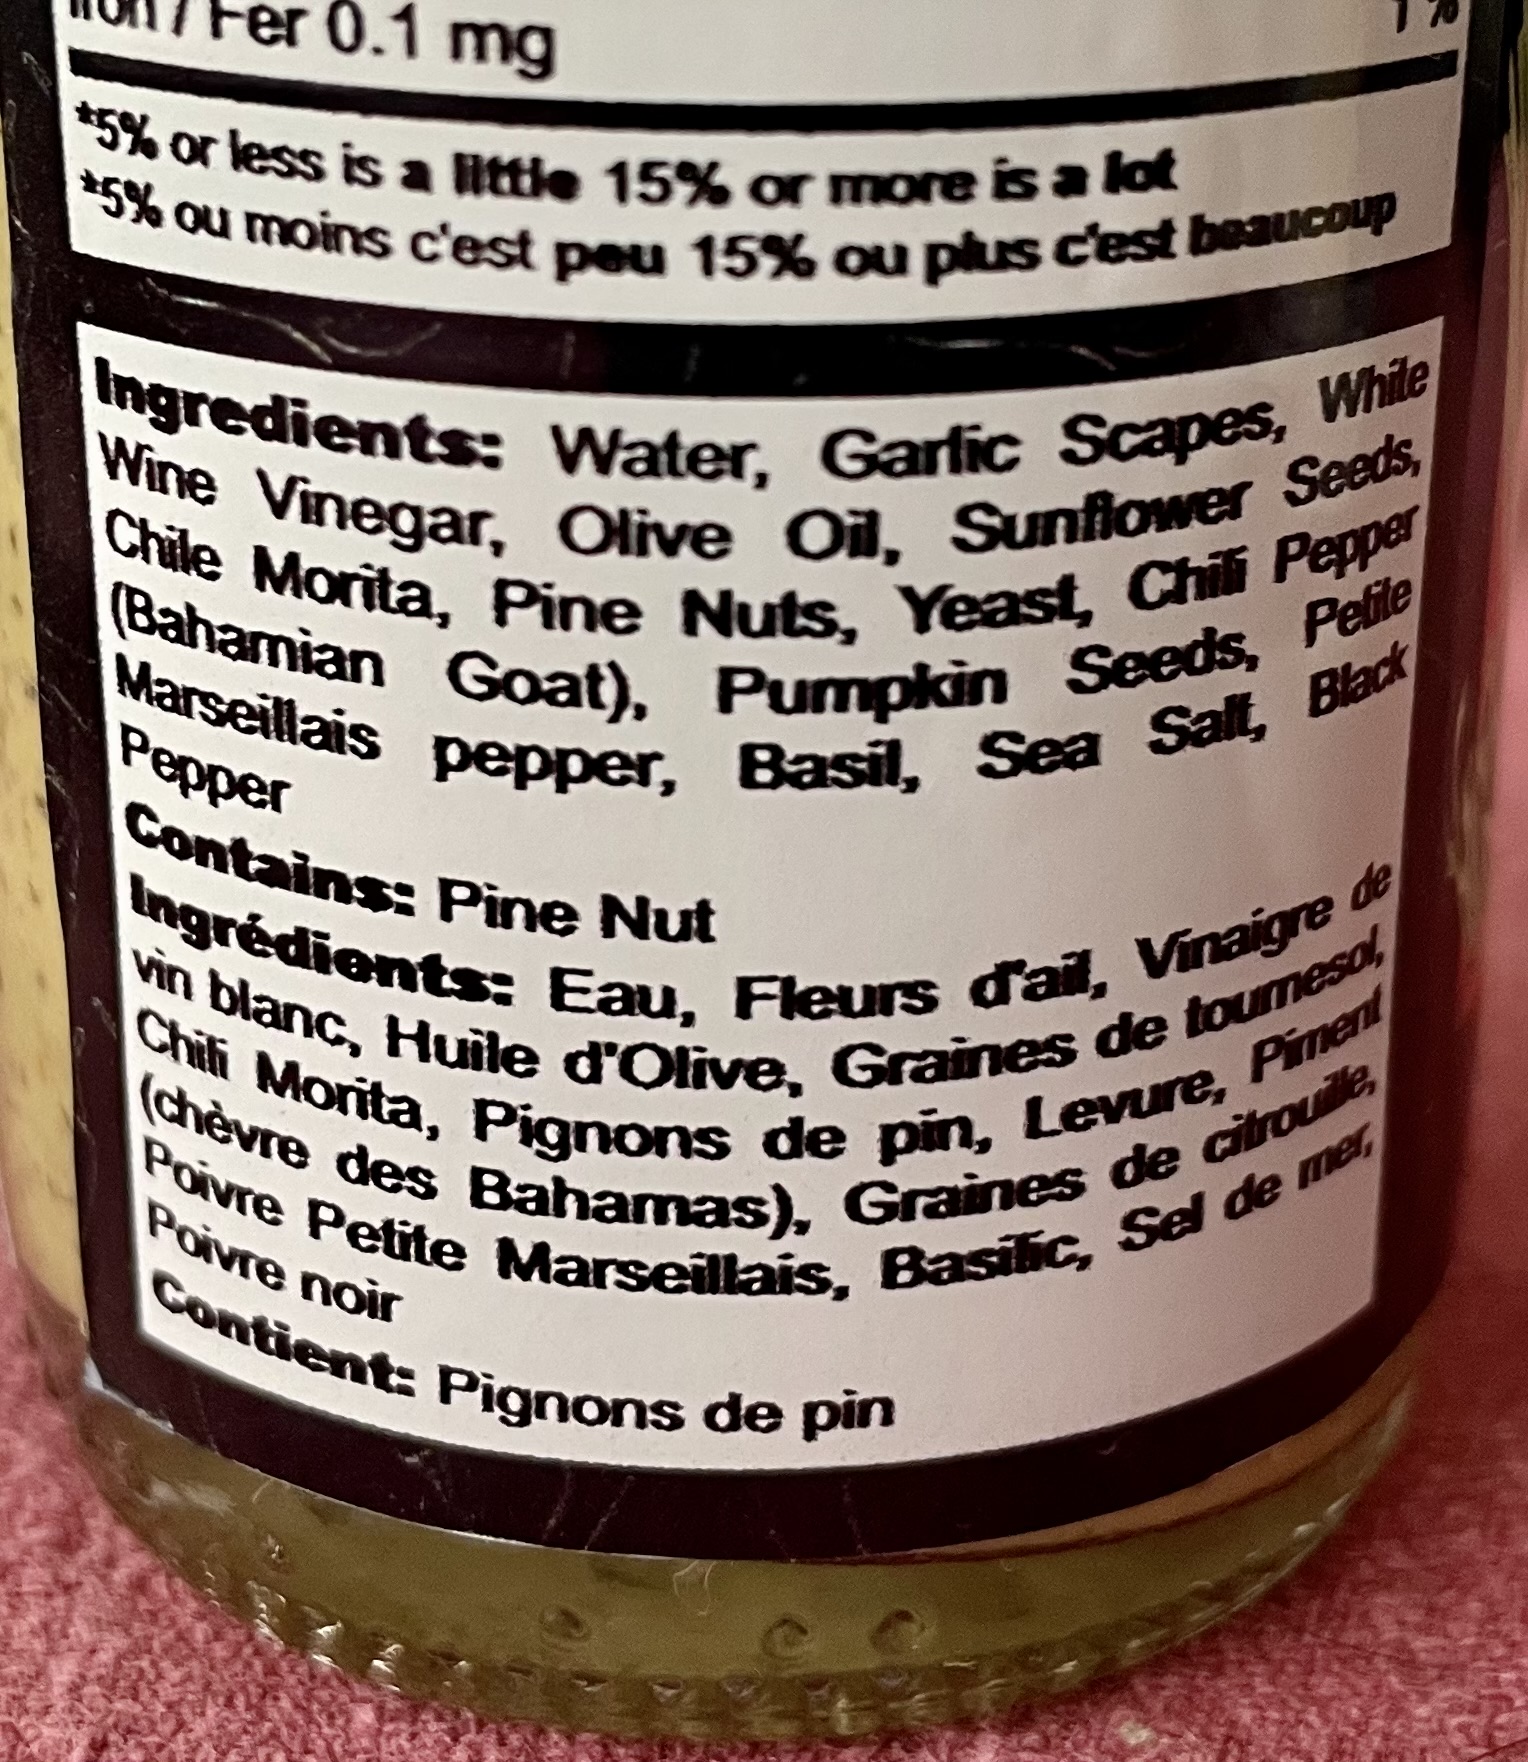 Iron / Fer 0.1 mg 1 %
*5% or less is a little 15% or more is a lot
*5% ou moins c'est peu 15% ou plus c'est beaucoup
Ingredients: Water, Garlic Scapes, White
Wine Vinegar, Olive Oil, Sunflower Seeds,
Chile Morita, Pine Nuts, Yeast, Chili Pepper
(Bahamian Goat), Pumpkin Seeds, Petite
Marseillais pepper, Basil, Sea Salt, Black
Pepper
Contains: Pine Nut
Ingrédients: Eau, Fleurs d'ail, Vinaigre de
vin blanc, Huile d'Olive, Graines de tournesol,
Chili Morita, Pignons de pin, Levure, Piment
(chèvre des Bahamas), Graines de citrouille,
Poivre Petite Marseillais, Basilic, Sel de mer,
Poivre noir
Contient: Pignons de pin